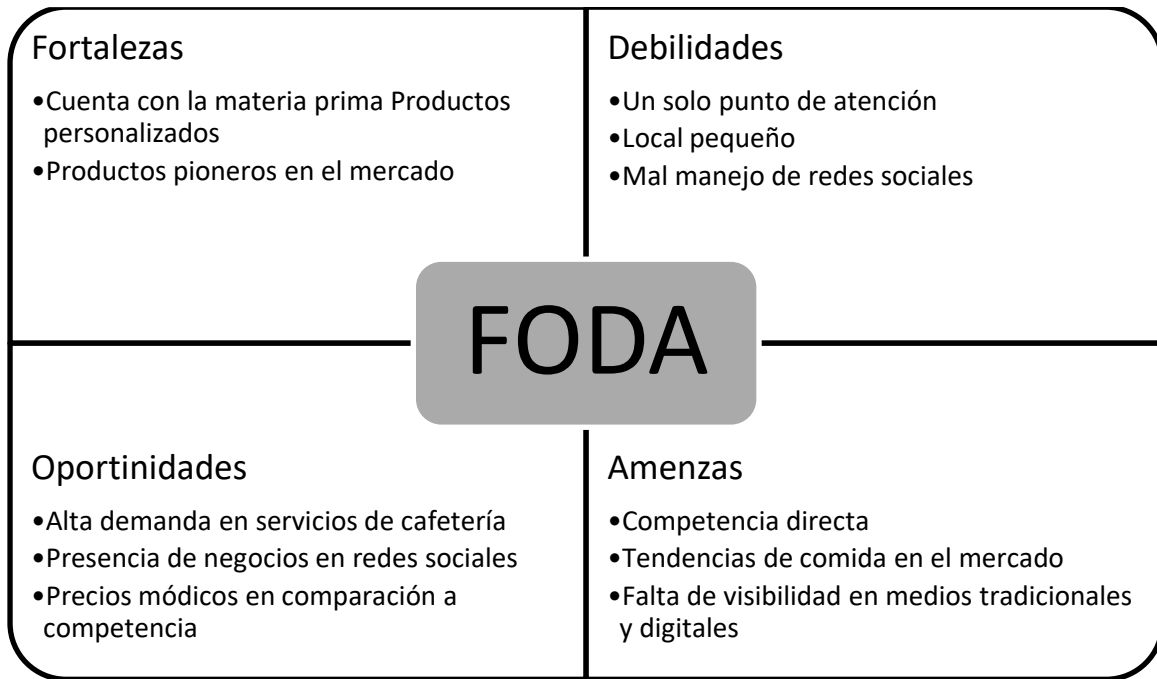 Fortalezas
•Cuenta con la materia prima Productos
personalizados
•Productos pioneros en el mercado
Debilidades
•Un solo punto de atención
•Local pequeño
•Mal manejo de redes sociales
FODA
Oportinidades
•Alta demanda en servicios de cafetería
•Presencia de negocios en redes sociales
•Precios módicos en comparación a
competencia
Amenzas
•Competencia directa
•Tendencias de comida en el mercado
•Falta de visibilidad en medios tradicionales
y digitales